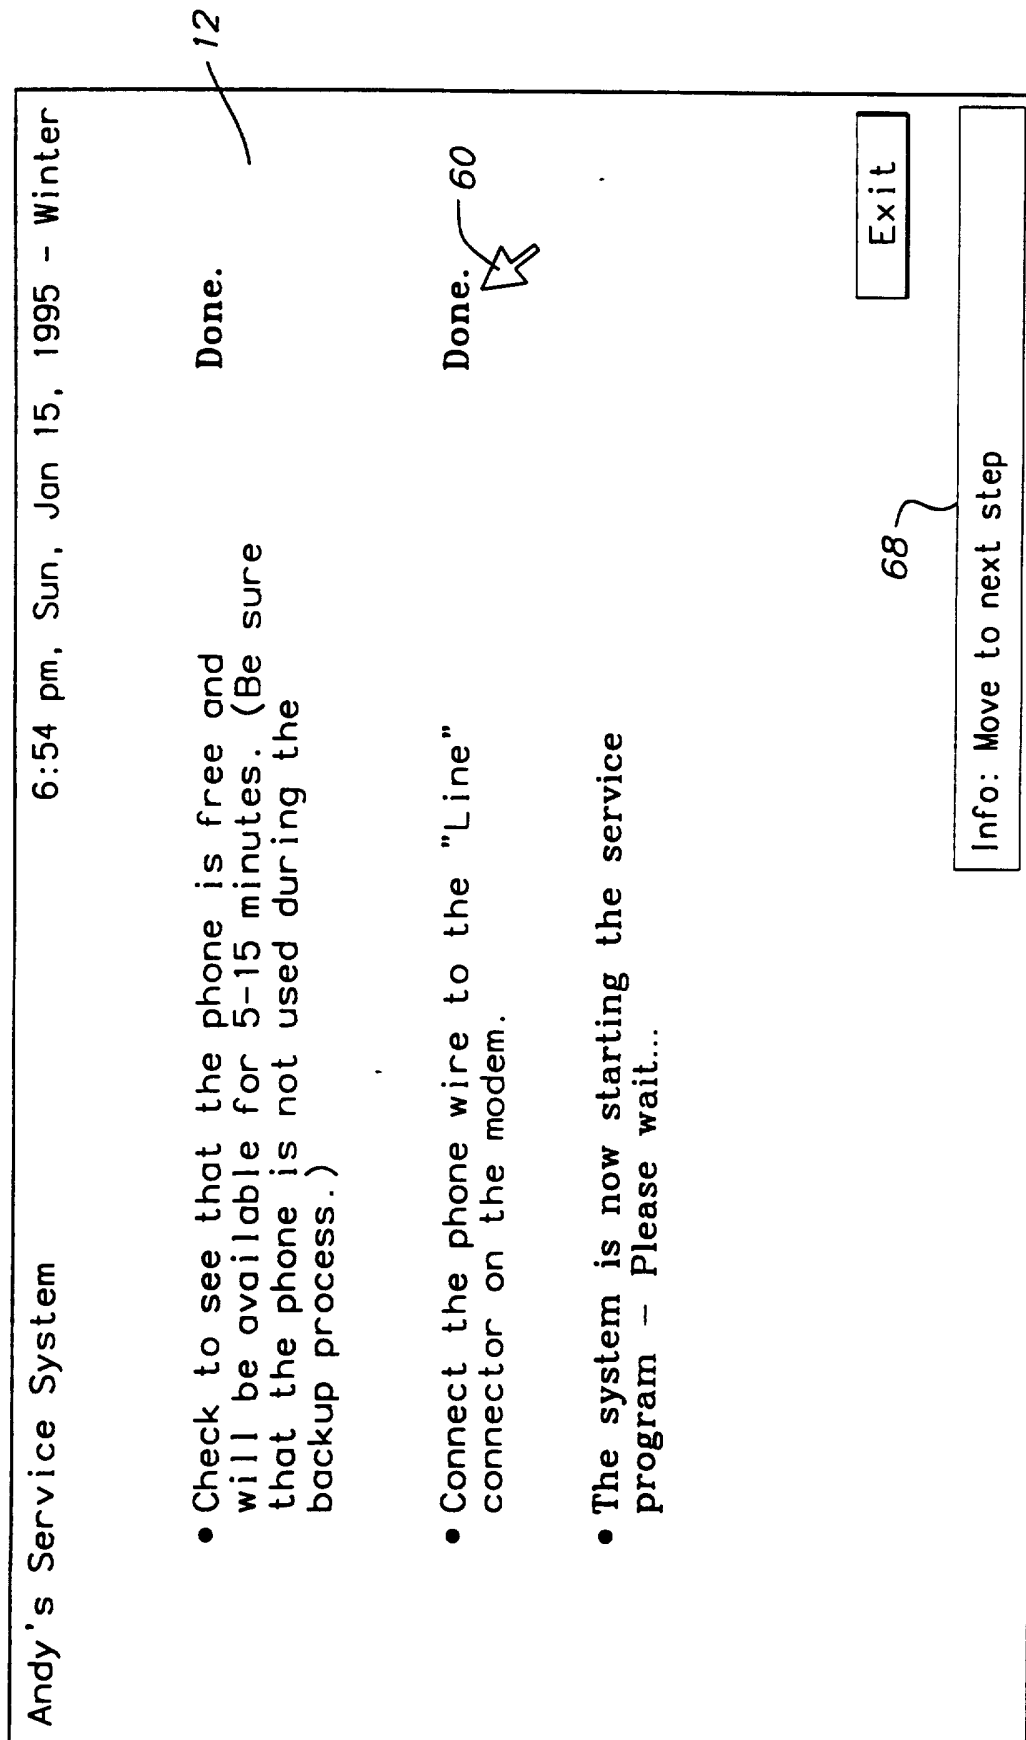 Andy's Service System 6:54 pm, Sun, Jan 15, 1995 - Winter
12
• Check to see that the phone is free and Done.
will be available for 5-15 minutes. (Be sure
that the phone is not used during the
backup process.)
• Connect the phone wire to the "Line" Done.
connector on the modem.
60
• The system is now starting the service
program – Please wait...
Exit
68
Info: Move to next step